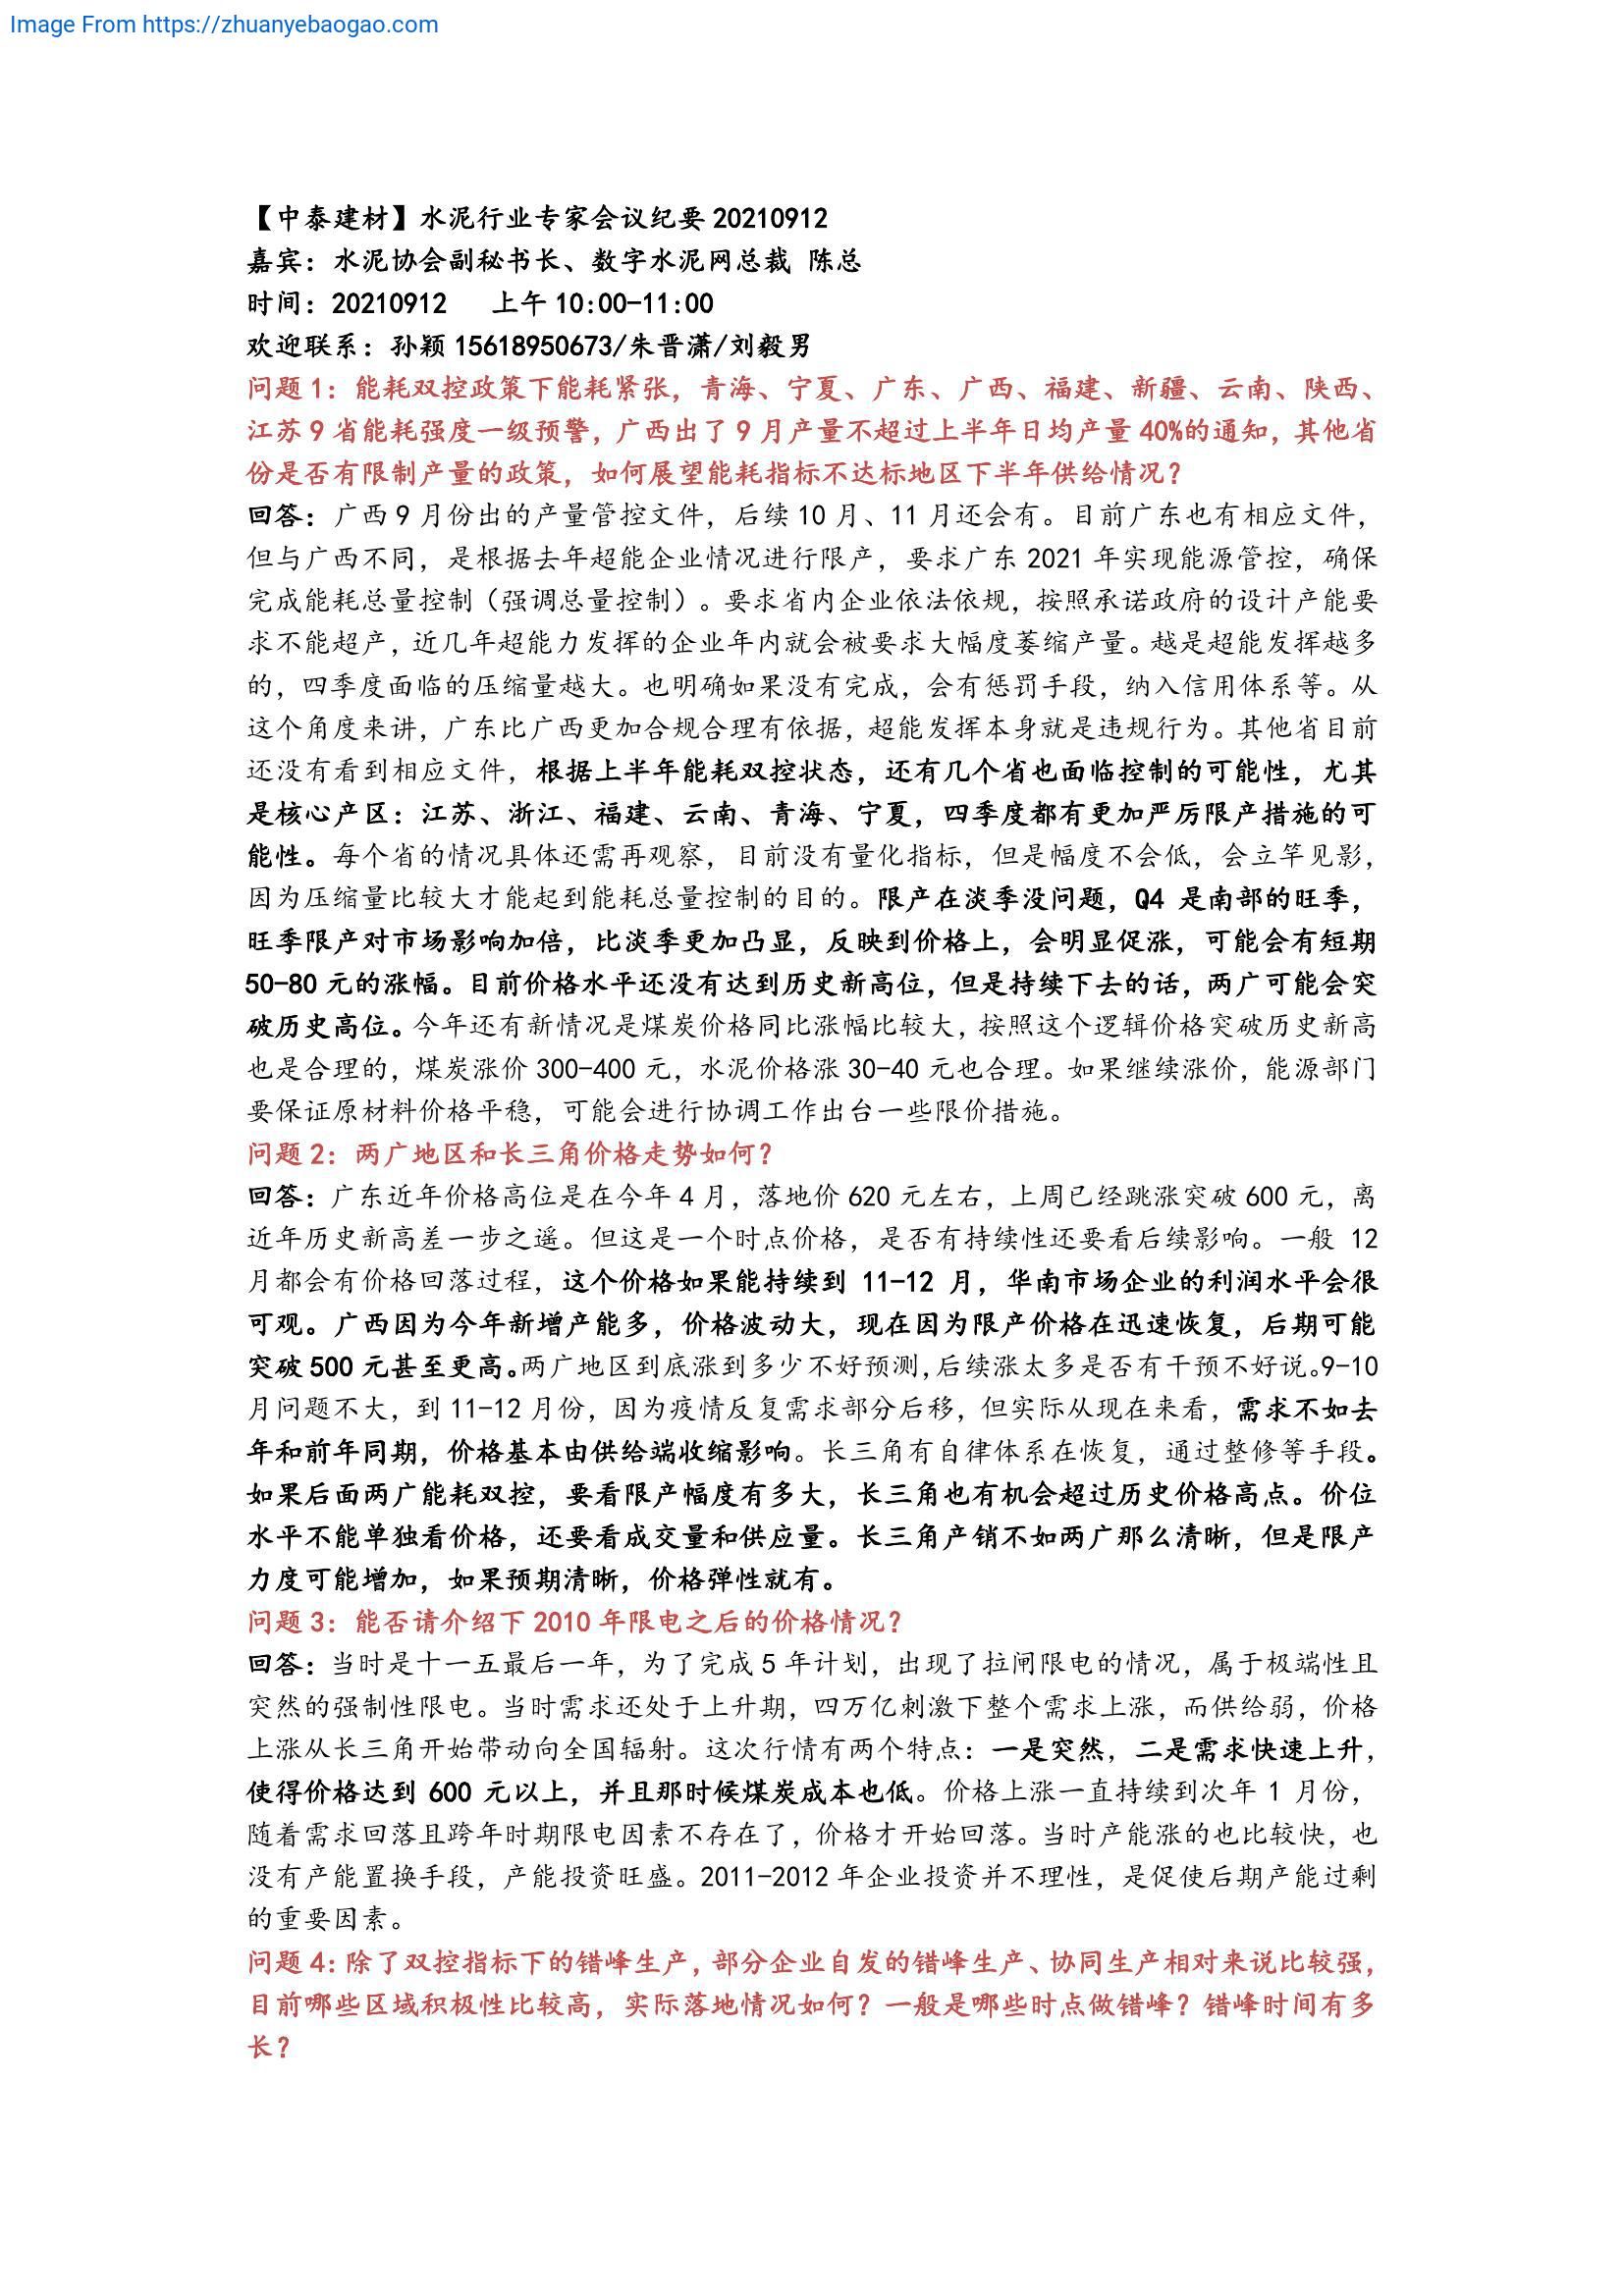 Image From https://zhuanyebaogao.com
【中泰建材】水泥行业专家会议纪要 20210912
嘉宾：水泥协会副秘书长、数字水泥网总裁 陈总
时间：20210912 上午 10:00-11:00
欢迎联系：孙颖 15618950673/朱晋潇/刘毅男
问题 1：能耗双控政策下能耗紧张，青海、宁夏、广东、广西、福建、新疆、云南、陕西、
江苏 9 省能耗强度一级预警，广西出了 9 月产量不超过上半年日均产量 40%的通知，其他省
份是否有限制产量的政策，如何展望能耗指标不达标地区下半年供给情况？
回答：广西 9 月份出的产量管控文件，后续 10 月、11 月还会有。目前广东也有相应文件，
但与广西不同，是根据去年超能企业情况进行限产，要求广东 2021 年实现能源管控，确保
完成能耗总量控制（强调总量控制）。要求省内企业依法依规，按照承诺政府的设计产能要
求不能超产，近几年超能力发挥的企业年内就会被要求大幅度萎缩产量。越是超能发挥越多
的，四季度面临的压缩量越大。也明确如果没有完成，会有惩罚手段，纳入信用体系等。从
这个角度来讲，广东比广西更加合规合理有依据，超能发挥本身就是违规行为。其他省目前
还没有看到相应文件，根据上半年能耗双控状态，还有几个省也面临控制的可能性，尤其
是核心产区：江苏、浙江、福建、云南、青海、宁夏，四季度都有更加严厉限产措施的可
能性。每个省的情况具体还需再观察，目前没有量化指标，但是幅度不会低，会立竿见影，
因为压缩量比较大才能起到能耗总量控制的目的。限产在淡季没问题，Q4 是南部的旺季，
旺季限产对市场影响加倍，比淡季更加凸显，反映到价格上，会明显促涨，可能会有短期
50-80 元的涨幅。目前价格水平还没有达到历史新高位，但是持续下去的话，两广可能会突
破历史高位。今年还有新情况是煤炭价格同比涨幅比较大，按照这个逻辑价格突破历史新高
也是合理的，煤炭涨价 300-400 元，水泥价格涨 30-40 元也合理。如果继续涨价，能源部门
要保证原材料价格平稳，可能会进行协调工作出台一些限价措施。
问题 2：两广地区和长三角价格走势如何？
回答：广东近年价格高位是在今年 4 月，落地价 620 元左右，上周已经跳涨突破 600 元，离
近年历史新高差一步之遥。但这是一个时点价格，是否有持续性还要看后续影响。一般 12
月都会有价格回落过程，这个价格如果能持续到 11-12 月，华南市场企业的利润水平会很
可观。广西因为今年新增产能多，价格波动大，现在因为限产价格在迅速恢复，后期可能
突破 500 元甚至更高。两广地区到底涨到多少不好预测，后续涨太多是否有干预不好说。9-10
月问题不大，到 11-12 月份，因为疫情反复需求部分后移，但实际从现在来看，需求不如去
年和前年同期，价格基本由供给端收缩影响。长三角有自律体系在恢复，通过整修等手段。
如果后面两广能耗双控，要看限产幅度有多大，长三角也有机会超过历史价格高点。价位
水平不能单独看价格，还要看成交量和供应量。长三角产销不如两广那么清晰，但是限产
力度可能增加，如果预期清晰，价格弹性就有。
问题 3：能否请介绍下 2010 年限电之后的价格情况？
回答：当时是十一五最后一年，为了完成 5 年计划，出现了拉闸限电的情况，属于极端性且
突然的强制性限电。当时需求还处于上升期，四万亿刺激下整个需求上涨，而供给弱，价格
上涨从长三角开始带动向全国辐射。这次行情有两个特点：一是突然，二是需求快速上升，
使得价格达到 600 元以上，并且那时候煤炭成本也低。价格上涨一直持续到次年 1 月份，
随着需求回落且跨年时期限电因素不存在了，价格才开始回落。当时产能涨的也比较快，也
没有产能置换手段，产能投资旺盛。2011-2012 年企业投资并不理性，是促使后期产能过剩
的重要因素。
问题 4：除了双控指标下的错峰生产，部分企业自发的错峰生产、协同生产相对来说比较强，
目前哪些区域积极性比较高，实际落地情况如何？一般是哪些时点做错峰？错峰时间有多
长？